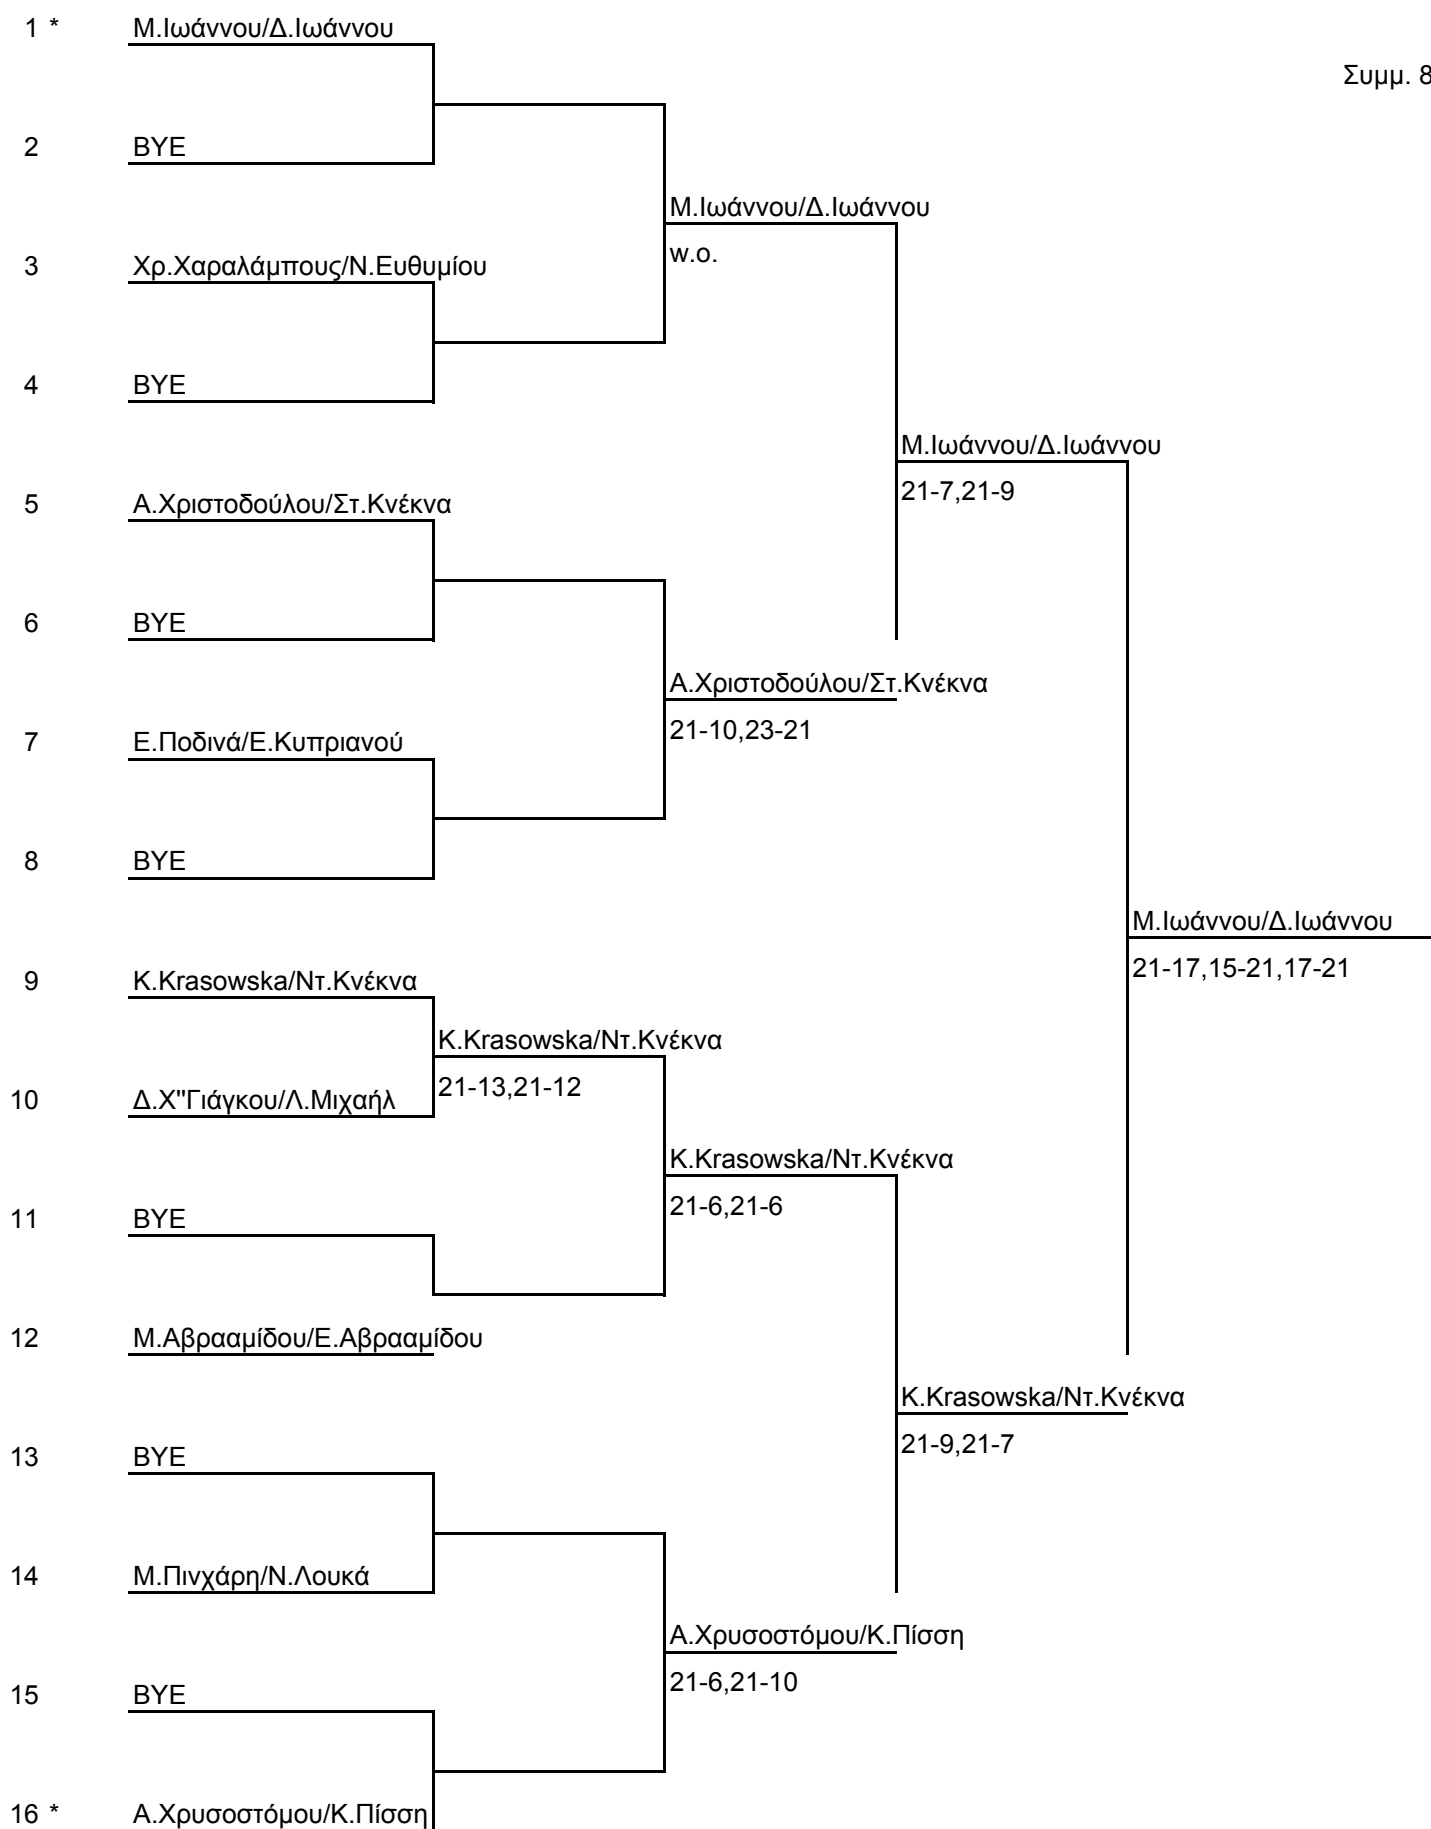 1 * Μ.Ιωάννου/Δ.Ιωάννου
Συμμ. 8
2 BYE
Μ.Ιωάννου/Δ.Ιωάννου
w.o.
3 Χρ.Χαραλάμπους/Ν.Ευθυμίου
4 BYE
Μ.Ιωάννου/Δ.Ιωάννου
21-7,21-9
5 Α.Χριστοδούλου/Στ.Κνέκνα
6 BYE
Α.Χριστοδούλου/Στ.Κνέκνα
21-10,23-21
7 Ε.Ποδινά/Ε.Κυπριανού
8 BYE
Μ.Ιωάννου/Δ.Ιωάννου
21-17,15-21,17-21
9 K.Krasowska/Ντ.Κνέκνα
K.Krasowska/Ντ.Κνέκνα
21-13,21-12
10 Δ.Χ"Γιάγκου/Λ.Μιχαήλ
K.Krasowska/Ντ.Κνέκνα
21-6,21-6
11 BYE
12 Μ.Αβρααμίδου/Ε.Αβρααμίδου
K.Krasowska/Ντ.Κνέκνα
21-9,21-7
13 BYE
14 Μ.Πινχάρη/Ν.Λουκά
Α.Χρυσοστόμου/Κ.Πίσση
21-6,21-10
15 BYE
16 * Α.Χρυσοστόμου/Κ.Πίσση